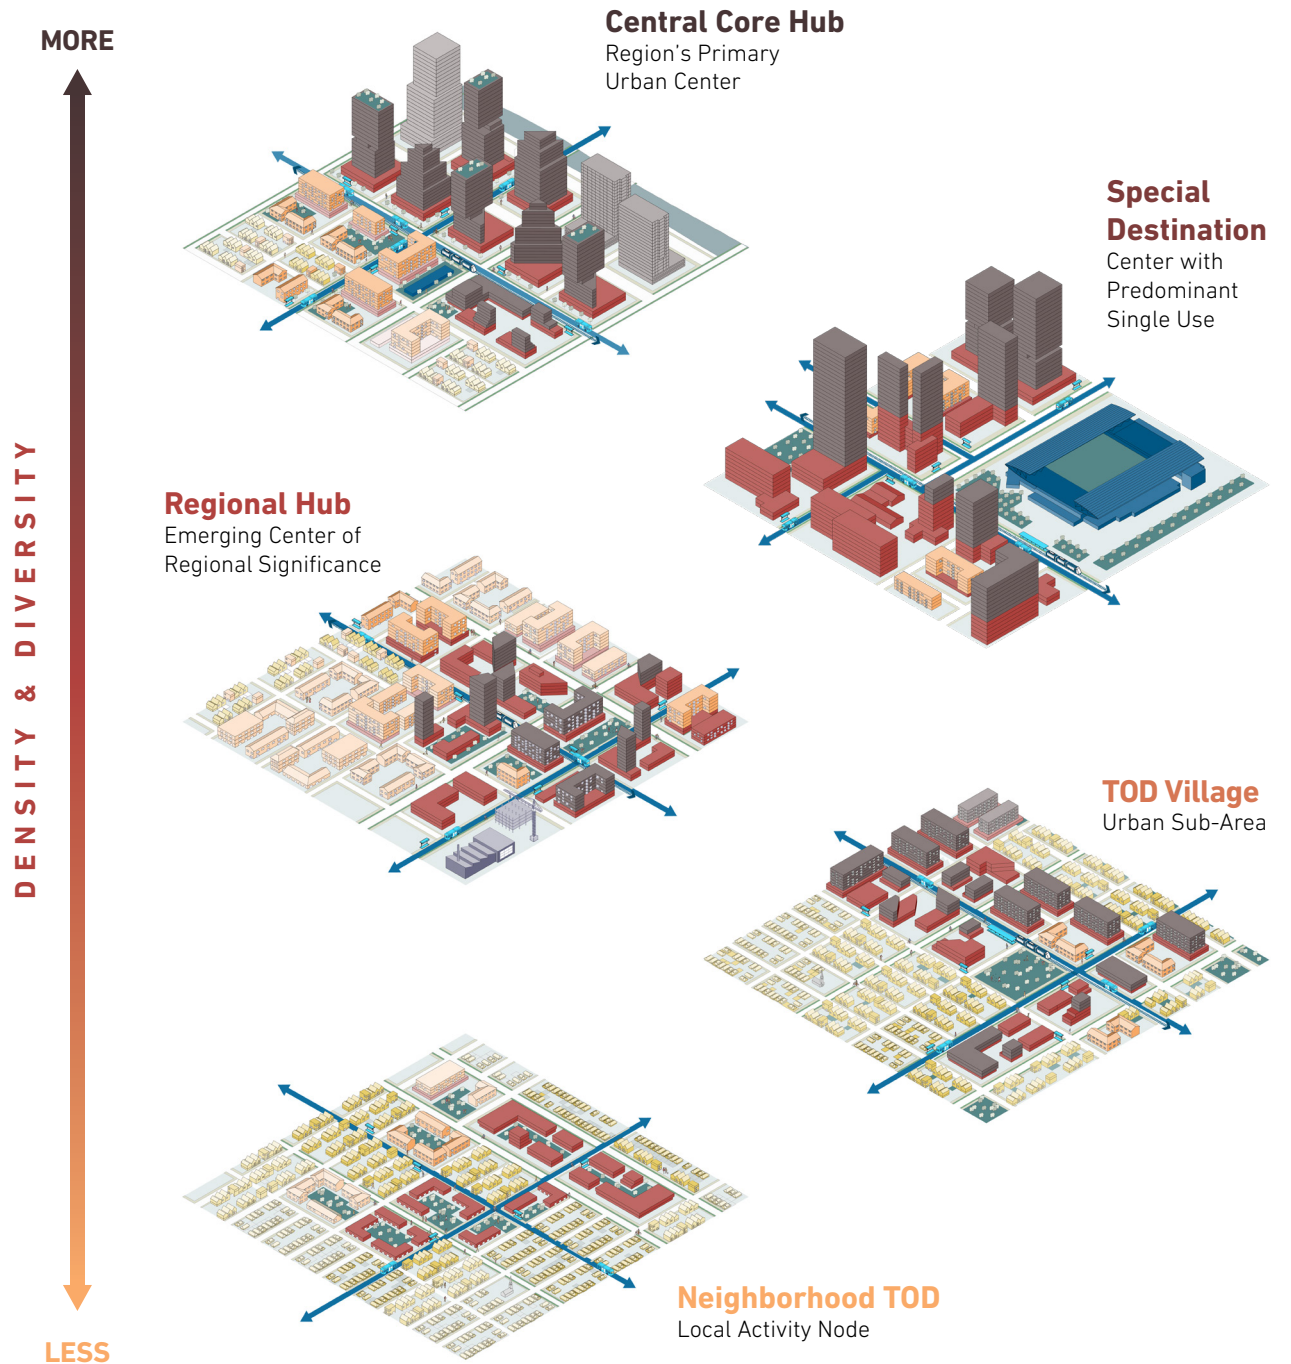 MORE
Central Core Hub
Region's Primary
Urban Center
Special
Destination
Center with
Predominant
Single Use
DENSITY & DIVERSITY
Regional Hub
Emerging Center of
Regional Significance
TOD Village
Urban Sub-Area
Neighborhood TOD
Local Activity Node
LESS